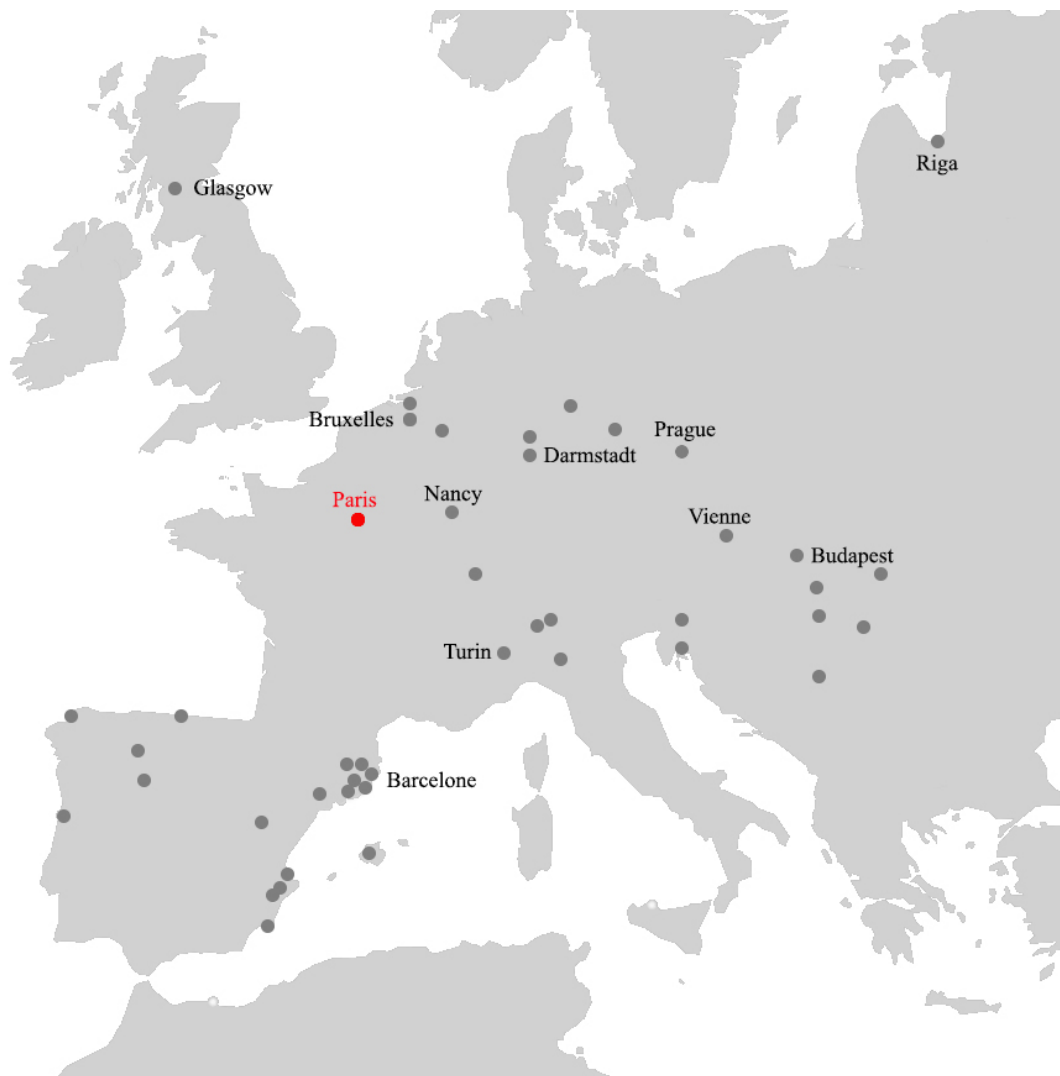 Riga
Glasgow
Bruxelles
Prague
Darmstadt
Nancy
Paris
Vienne
Budapest
Turin
Barcelone